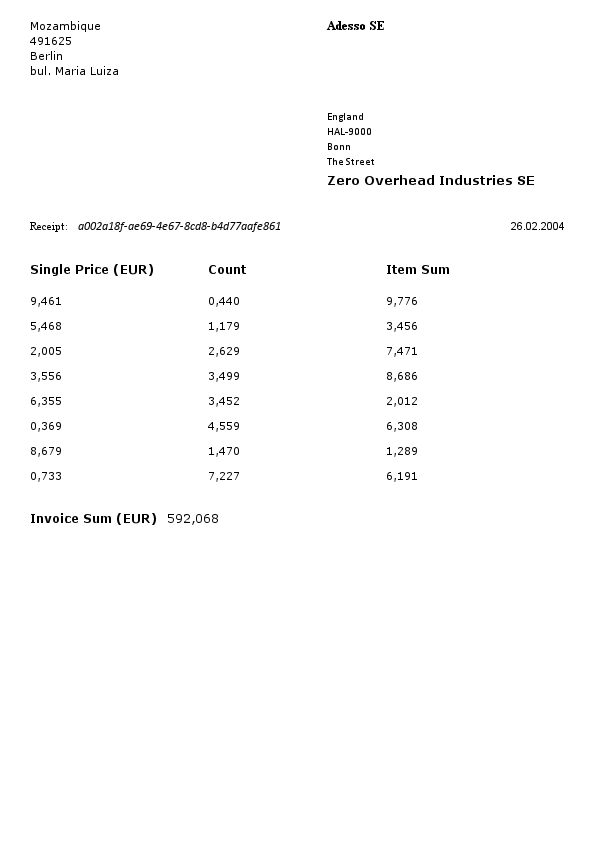 Mozambique
491625
Berlin
bul. Maria Luiza
Adesso SE
England
HAL-9000
Bonn
The Street
Zero Overhead Industries SE
Receipt: a002a18f-ae69-4e67-8cd8-b4d77aafe861 26.02.2004
Single Price (EUR) Count Item Sum
9,461 0,440 9,776
5,468 1,179 3,456
2,005 2,629 7,471
3,556 3,499 8,686
6,355 3,452 2,012
0,369 4,559 6,308
8,679 1,470 1,289
0,733 7,227 6,191
Invoice Sum (EUR) 592,068